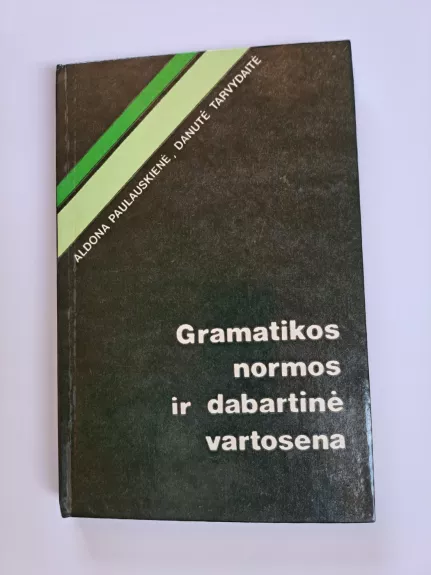 ALDONA PAULAUSKIENĖ, DANUTĖ TARVYDAITĖ
Gramatikos
normos
ir dabartinė
vartosena